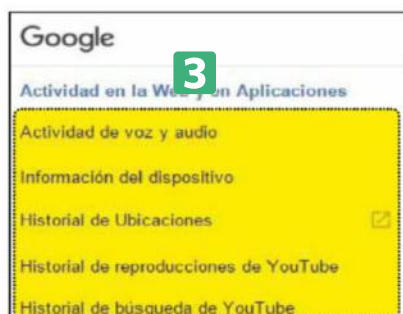 Google
3
Actividad en la Web y en Aplicaciones
Actividad de voz y audio
Información del dispositivo
Historial de Ubicaciones
Historial de reproducciones de YouTube
Historial de búsqueda de YouTube